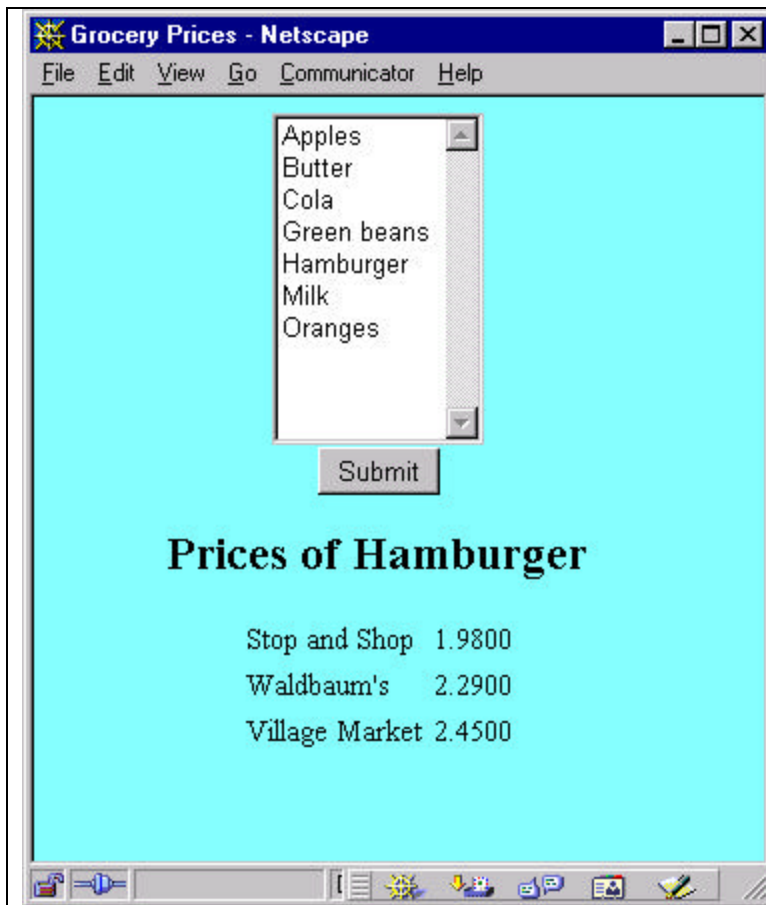 Grocery Prices - Netscape
File Edit View Go Communicator Help
Apples
Butter
Cola
Green beans
Hamburger
Milk
Oranges
Submit
Prices of Hamburger
Stop and Shop 1.9800
Waldbaum's 2.2900
Village Market 2.4500